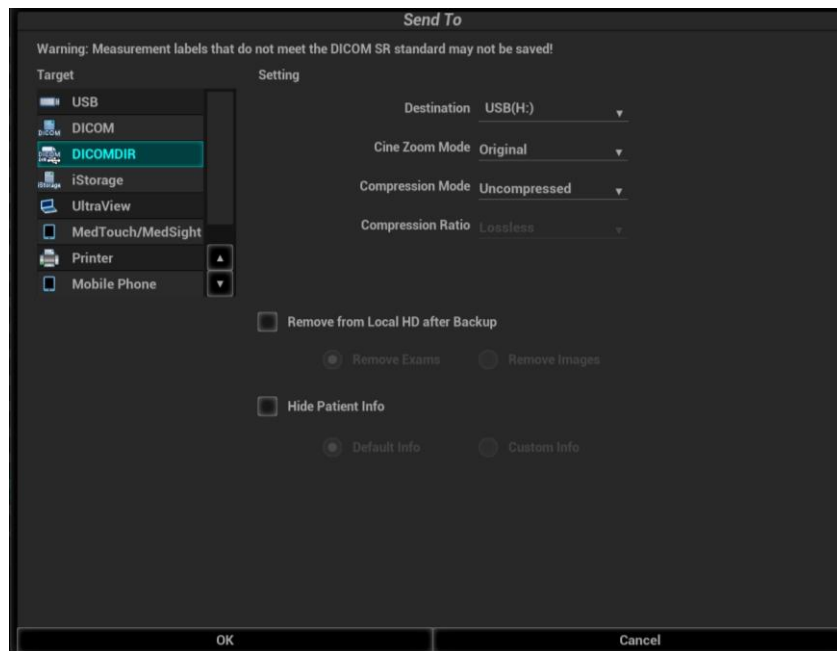 Send To
Warning: Measurement labels that do not meet the DICOM SR standard may not be saved!
Target
Setting
USB
DICOM
DICOMDIR
iStorage
UltraView
MedTouch/MedSight
Printer
Mobile Phone
Destination USB(H:)
Cine Zoom Mode Original
Compression Mode Uncompressed
Compression Ratio Lossless
Remove from Local HD after Backup
Remove Exams Remove Images
Hide Patient Info
Default Info Custom Info
OK Cancel